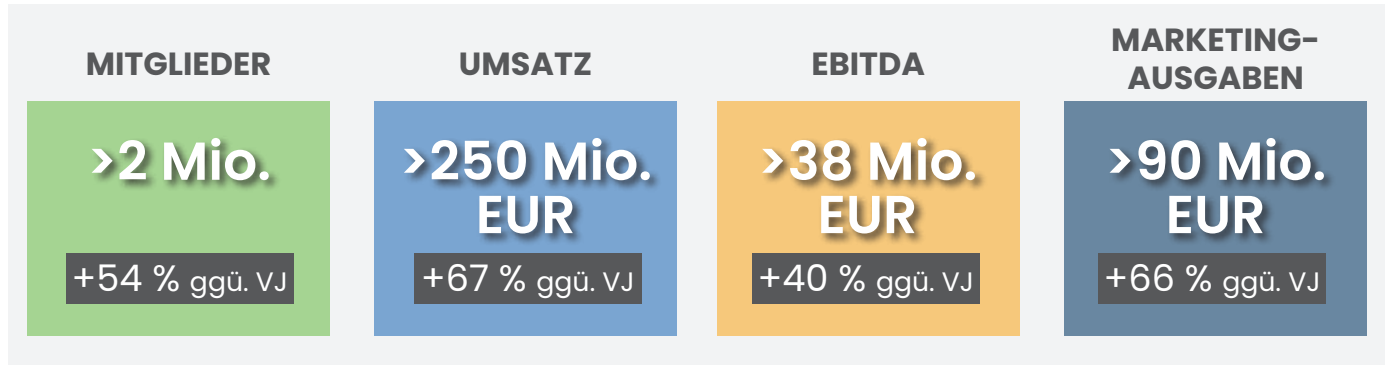 MITGLIEDER
>2 Mio.
+54 % ggü. VJ
UMSATZ
>250 Mio.
EUR
+67 % ggü. VJ
EBITDA
>38 Mio.
EUR
+40 % ggü. VJ
MARKETING-
AUSGABEN
>90 Mio.
EUR
+66 % ggü. VJ